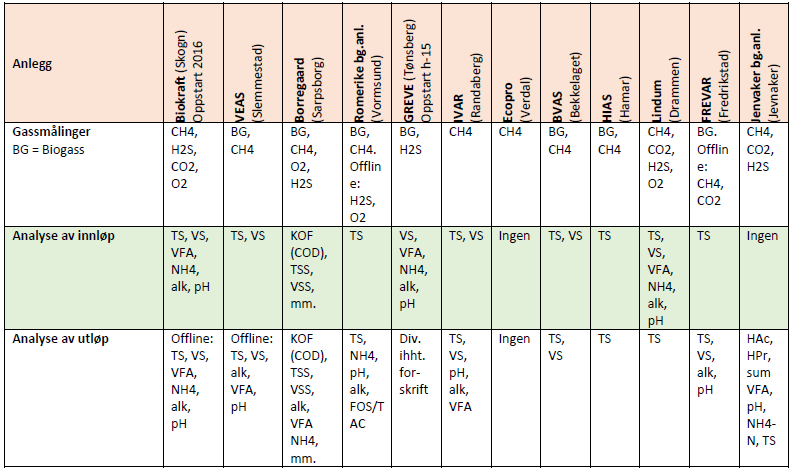 Anlegg
Biokraft (Skogn)
Oppstart 2016
VEAS
(Slemmestad)
Borregaard
(Sarpsborg)
Romerike bg.anl.
(Vormsund)
GREVE (Tønsberg)
Oppstart h-15
IVAR
(Randaberg)
Ecopro
(Verdal)
BVAS
(Bekkelaget)
HIAS
(Hamar)
Lindum
(Drammen)
FREVAR
(Fredrikstad)
Jenvaker bg.anl.
(Jevnaker)
Gassmålinger
BG = Biogass
CH4,
H2S,
CO2,
O2
BG,
CH4
BG,
CH4,
O2,
H2S
BG,
CH4.
Offlin
e:
H2S,
O2
BG,
H2S
CH4
CH4
BG,
CH4
BG,
CH4
CH4,
CO2,
H2S,
O2
BG.
Offlin
e:
CH4,
CO2
CH4,
CO2,
H2S
Analyse av innløp
TS, VS,
VFA,
NH4,
alk, pH
TS, VS
KOF
(COD),
TSS,
VSS,
mm.
TS
VS,
VFA,
NH4,
alk,
pH
TS, VS
Ingen
TS, VS
TS
TS,
VS,
VFA,
NH4,
alk,
pH
TS
Ingen
Analyse av utløp
Offline:
TS, VS,
VFA,
NH4,
alk,
pH
Offline:
TS, VS,
alk,
VFA,
pH
KOF
(COD),
TSS,
VSS,
alk,
VFA
NH4,
mm.
TS,
NH4,
pH,
alk,
FOS/T
AC
Div.
ihht.
for-
skrift
TS,
VS,
pH,
alk,
VFA
Ingen
TS,
VS
TS
TS
TS,
VS,
alk,
pH
HAc,
HPr,
sum
VFA,
pH,
NH4-
N, TS